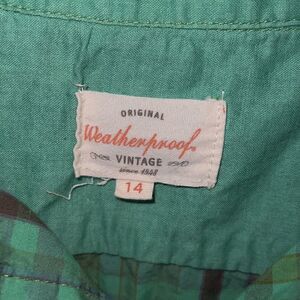 ORIGINAL
Weatherproof
VINTAGE
since 1948
14